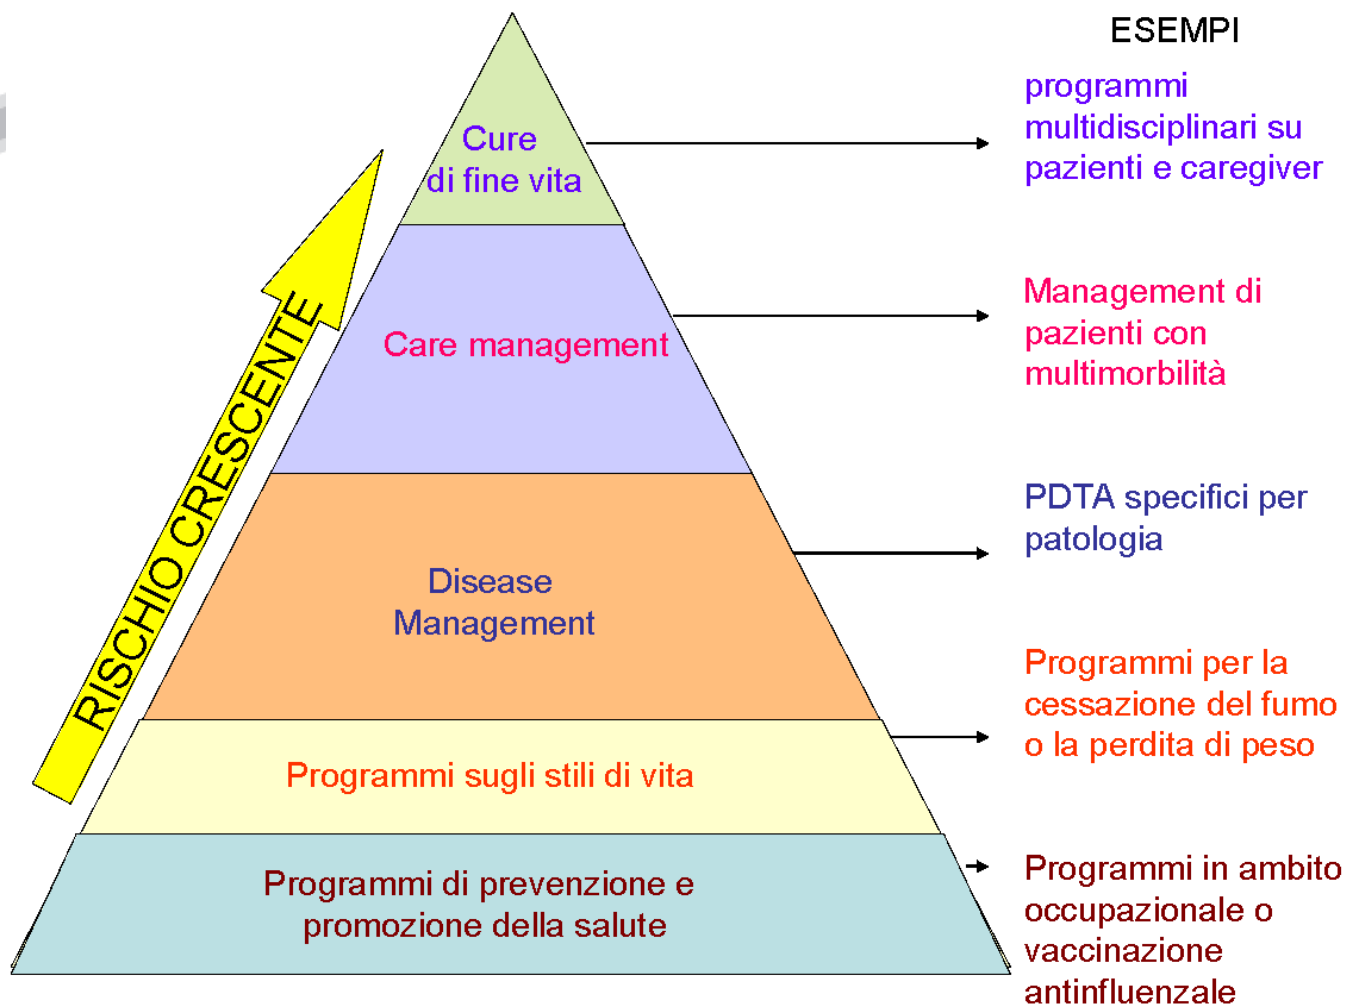 ESEMPI
Cure
di fine vita
programmi
multidisciplinari su
pazienti e caregiver
Care management
Management di
pazienti con
multimorbilità
RISCHIO CRESCENTE
Disease
Management
PDTA specifici per
patologia
Programmi sugli stili di vita
Programmi per la
cessazione del fumo
o la perdita di peso
Programmi di prevenzione e
promozione della salute
Programmi in ambito
occupazionale o
vaccinazione
antinfluenzale